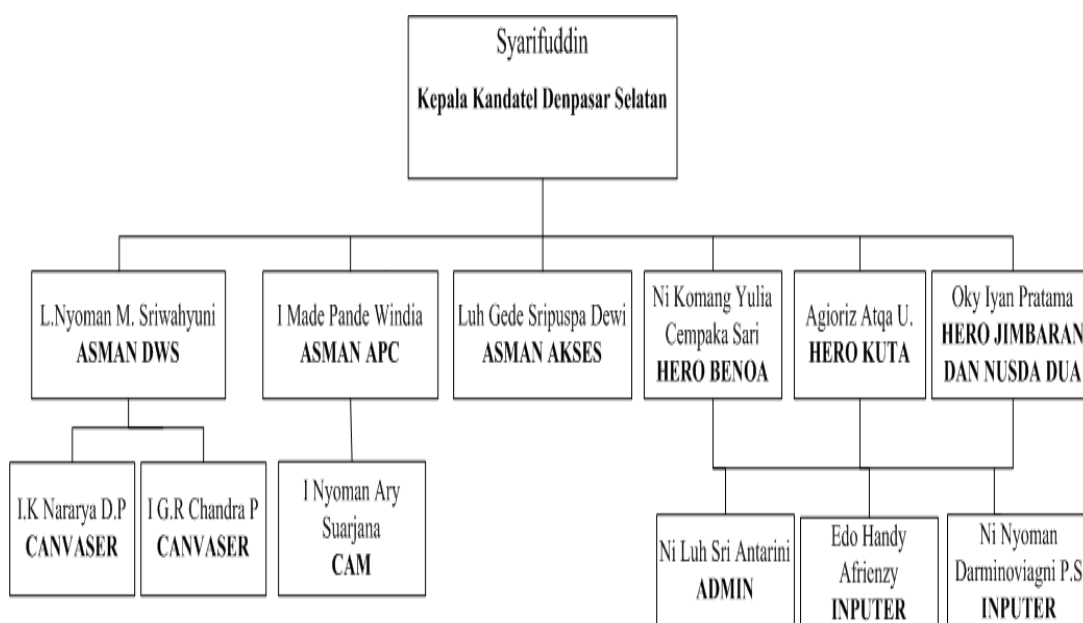 Syarifuddin
Kepala Kandatel Denpasar Selatan
L.Nyoman M. Sriwahyuni
ASMAN DWS
I Made Pande Windia
ASMAN APC
Luh Gede Sripuspa Dewi
ASMAN AKSES
Ni Komang Yulia
Cempaka Sari
HERO BENOA
Agioriz Atqa U.
HERO KUTA
Oky Iyan Pratama
HERO JIMBARAN
DAN NUSDA DUA
I.K Nararya D.P
CANVASER
I G.R Chandra P
CANVASER
I Nyoman Ary
Suarjana
CAM
Ni Luh Sri Antarini
ADMIN
Edo Handy
Afrienzy
INPUTER
Ni Nyoman
Darminoviagni P.S
INPUTER